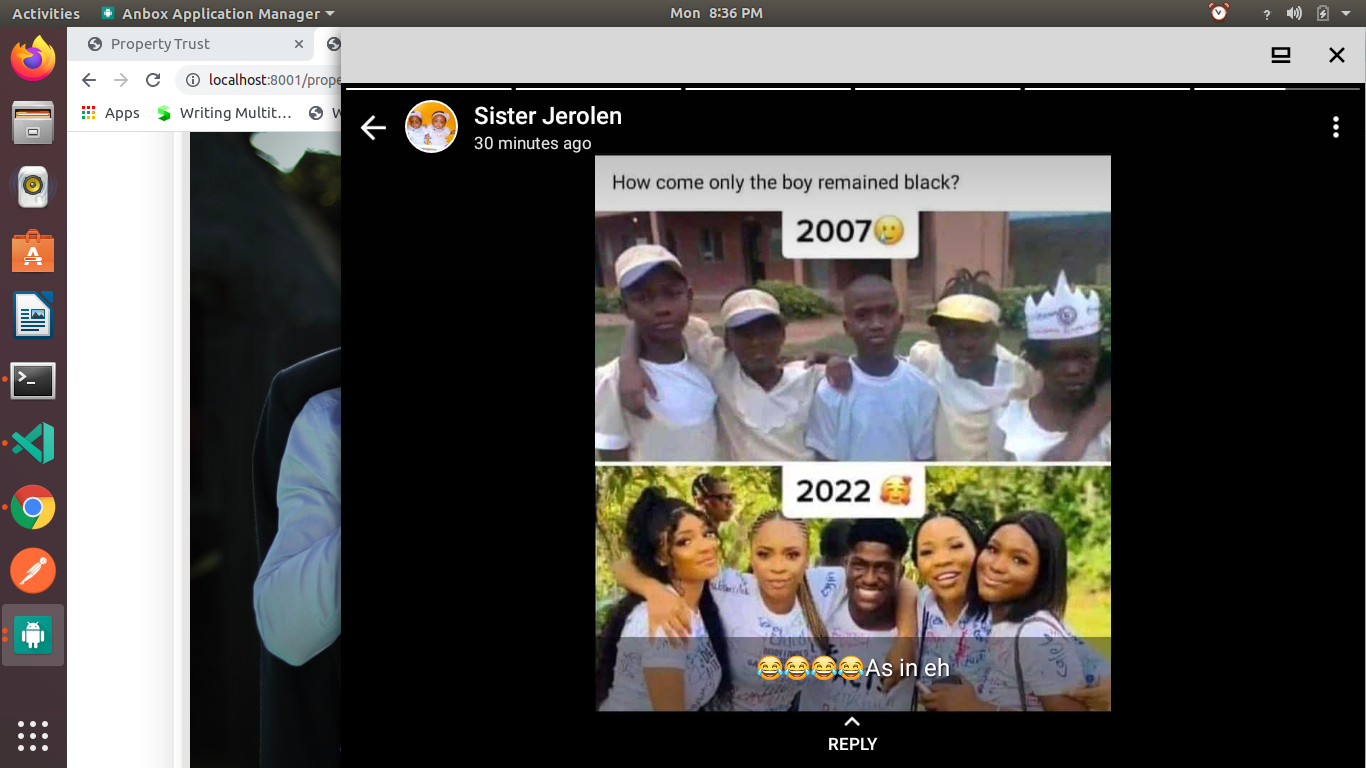 Activities Anbox Application Manager Mon 8:36 PM ?
Property Trust
localhost:8001/prope
Apps Writing Multit… W
Sister Jerolen
30 minutes ago
How come only the boy remained black?
2007🥲
2022 🥰
😂😂😂😂As in eh
REPLY